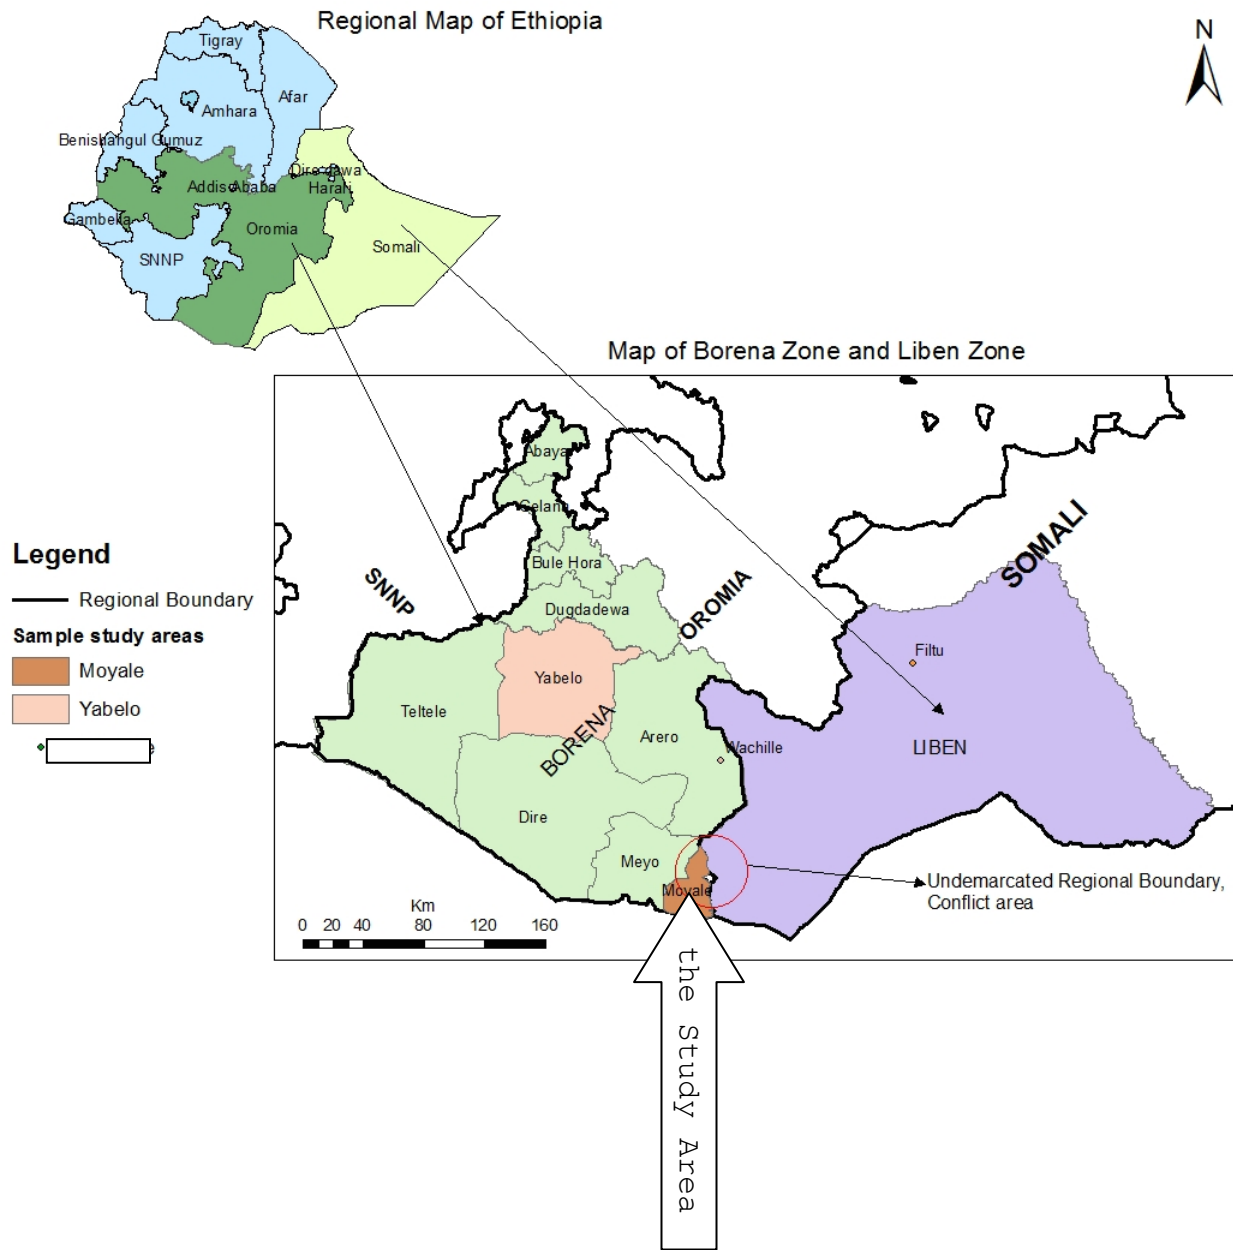 Regional Map of Ethiopia
N
Tigray
Afar
Amhara
Benishangul Gumuz
Dire dawa
Addis Ababa
Harali
Gambella
Oromia
Somali
SNNP
Map of Borena Zone and Liben Zone
Abaya
Gelana
Bule Hora
Dugdadewa
SNNP
OROMIA
SOMALI
Filtu
Yabelo
Teltele
BORENA
Arero
Wachille
LIBEN
Dire
Meyo
Moyale
Undemarcated Regional Boundary,
Conflict area
Km
0 20 40 80 120 160
the Study Area
Legend
Regional Boundary
Sample study areas
Moyale
Yabelo